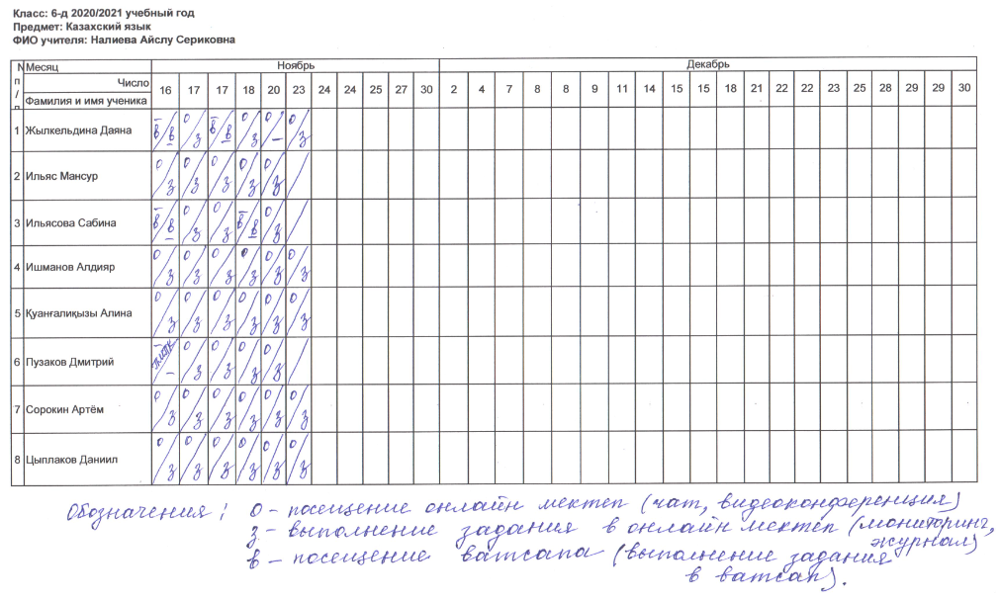 Класс: 6-д 2020/2021 учебный год
Предмет: Казахский язык
ФИО учителя: Налиева Айслу Сериковна
N п/п Месяц Ноябрь Декабрь
Число 16 17 17 18 20 23 24 24 25 27 30 2 4 7 8 8 9 11 14 15 15 18 21 22 22 23 25 28 29 29 30
Фамилия и имя ученика
1 Жылкельдина Даяна –в/в– о/з –в/в– о/з о/– о/з
2 Ильяс Мансур о/з о/з о/з о/з о/з /
3 Ильясова Сабина –в/в– о/з о/з –в/в– о/з /
4 Ишманов Алдияр о/з о/з о/з о/з о/з о/з
5 Қуанғалиқызы Алина о/з о/з о/з о/з о/з о/з
6 Пузаков Дмитрий – – о/з о/з о/з о/з /
7 Сорокин Артём о/з о/з о/з о/з о/з о/з
8 Цыплаков Даниил о/з о/з о/з о/з о/з о/з
Обозначения: о – посещение онлайн мектеп (чат, видеоконференция)
з – выполнение задания в онлайн мектеп (мониторинг,
журнал)
в – посещение ватсапа (выполнение задания
в ватсап).